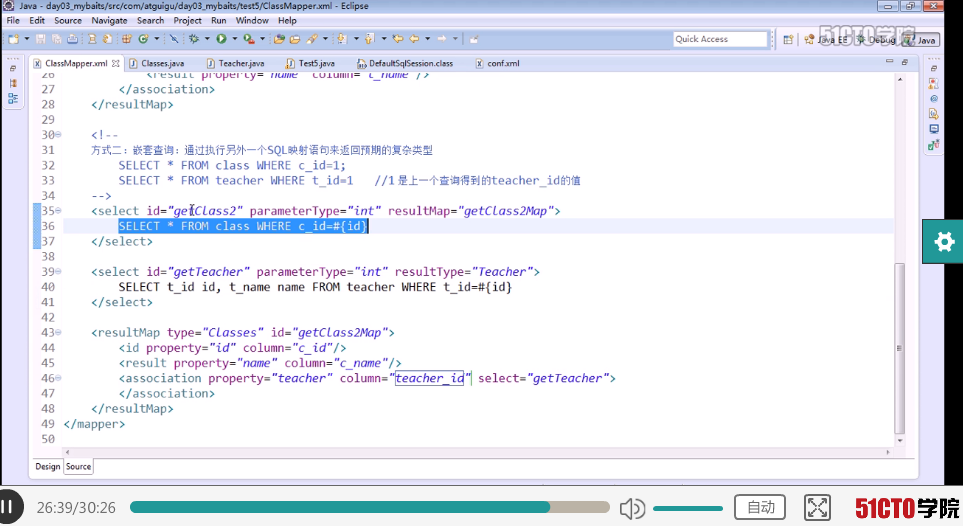 Java - day03_mybaits/src/com/atguigu/day03_mybaits/test5/ClassMapper.xml - Eclipse
File Edit Source Navigate Search Project Run Window Help
51CTO学院
Quick Access
Java EE
Debug
Java
ClassMapper.xml
Classes.java
Teacher.java
Test5.java
DefaultSqlSession.class
conf.xml
26 <result property="name" column="c_name"/>
27 </association>
28 </resultMap>
29
30 <!--
31 方式二：嵌套查询：通过执行另外一个SQL映射语句来返回预期的复杂类型
32 SELECT * FROM class WHERE c_id=1;
33 SELECT * FROM teacher WHERE t_id=1 //1 是上一个查询得到的teacher_id的值
34 -->
35 <select id="getClass2" parameterType="int" resultMap="getClass2Map">
36 SELECT * FROM class WHERE c_id=#{id}
37 </select>
38
39 <select id="getTeacher" parameterType="int" resultType="Teacher">
40 SELECT t_id id, t_name name FROM teacher WHERE t_id=#{id}
41 </select>
42
43 <resultMap type="Classes" id="getClass2Map">
44 <id property="id" column="c_id"/>
45 <result property="name" column="c_name"/>
46 <association property="teacher" column="teacher_id" select="getTeacher">
47 </association>
48 </resultMap>
49 </mapper>
50
Design Source
26:39/30:26
自动
51CTO学院